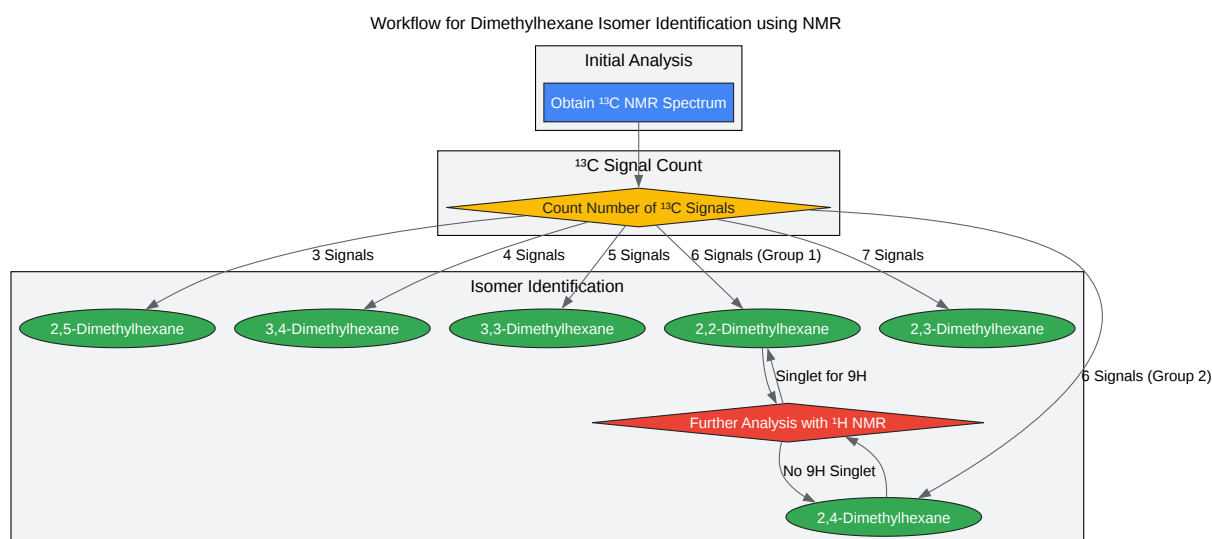 Workflow for Dimethylhexane Isomer Identification using NMR
Initial Analysis
Obtain ¹³C NMR Spectrum
¹³C Signal Count
Count Number of ¹³C Signals
3 Signals
4 Signals
5 Signals
6 Signals (Group 1)
7 Signals
Isomer Identification
2,5-Dimethylhexane
3,4-Dimethylhexane
3,3-Dimethylhexane
2,2-Dimethylhexane
2,3-Dimethylhexane
Singlet for 9H
6 Signals (Group 2)
Further Analysis with ¹H NMR
No 9H Singlet
2,4-Dimethylhexane